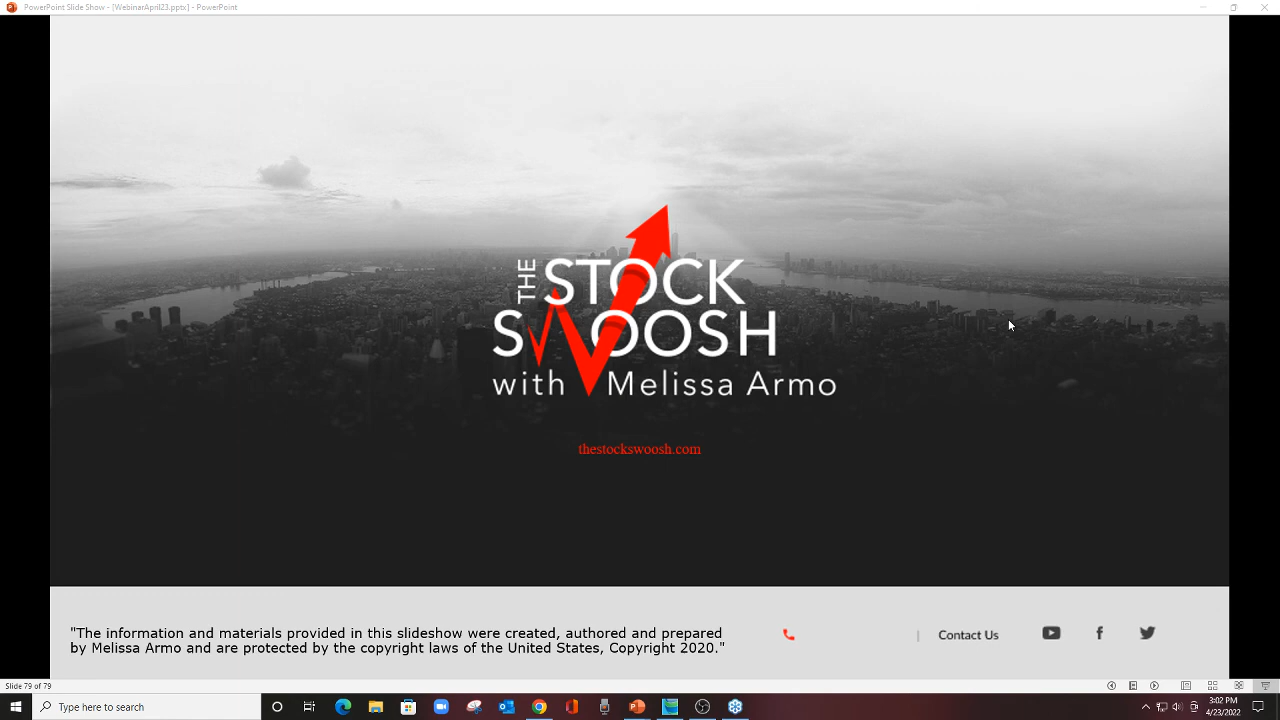 PowerPoint Slide Show - [WebinarApril23.pptx] - PowerPoint
THE STOCK
SWOOSH
with Melissa Armo
thestockswoosh.com
"The information and materials provided in this slideshow were created, authored and prepared
by Melissa Armo and are protected by the copyright laws of the United States, Copyright 2020."
| Contact Us
Slide 79 of 79
Type here to search
3:02 PM
4/23/2022